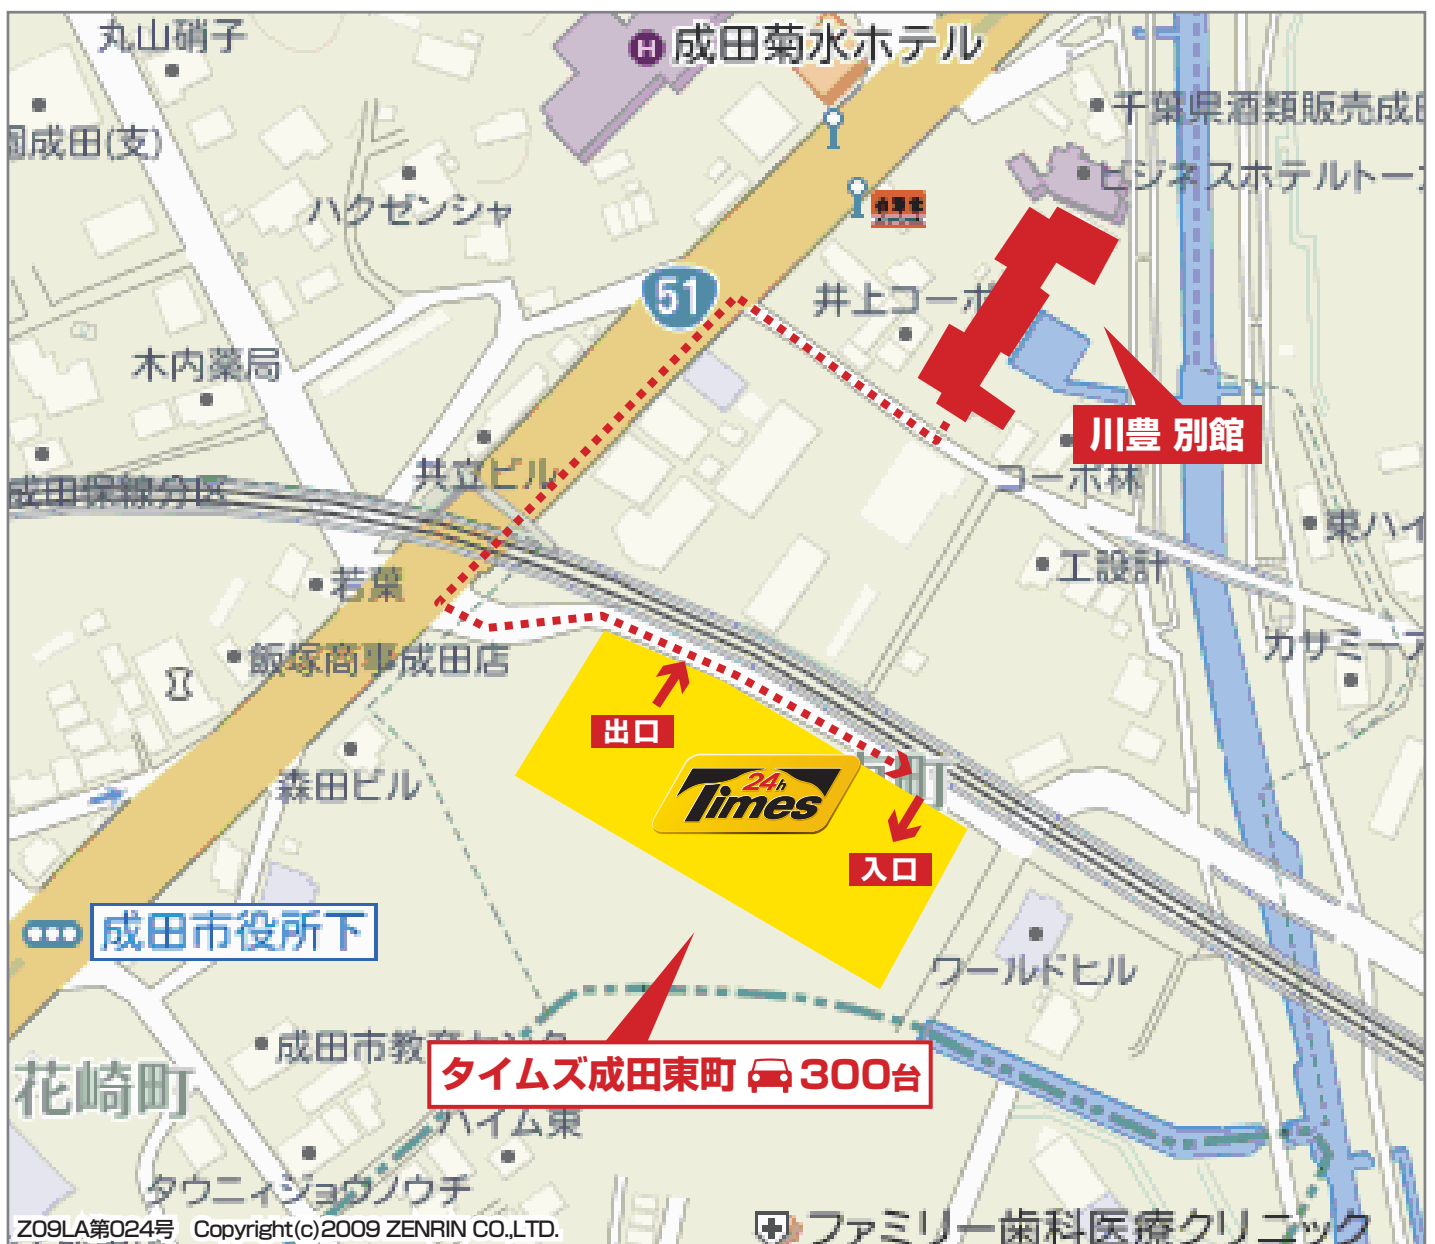 丸山硝子
成田菊水ホテル
千葉県酒類販売成
成田(支)
ビジネスホテルトー
ハクゼンシャ
51
井上コーポ
木内薬局
川豊 別館
共立ビル
コーポ林
成田保線分区
東ハイ
若葉
工設計
飯塚商事成田店
カサミーア
出口
森田ビル
町
24h
Times
入口
成田市役所下
ワールドヒル
成田市教育センタ
タイムズ成田東町 300台
花崎町
ハイム東
タウニィジョウノウチ
Z09LA第024号 Copyright(c)2009 ZENRIN CO.,LTD.
ファミリー歯科医療クリニック